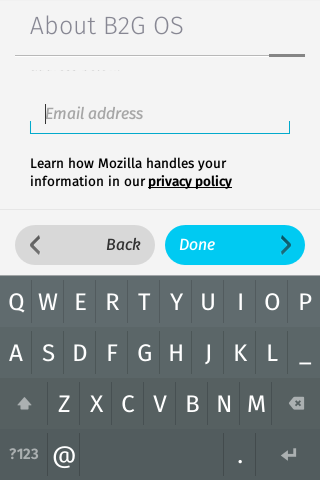 About B2G OS
Email address
Learn how Mozilla handles your
information in our privacy policy
Back Done
Q W E R T Y U I O P
A S D F G H J K L _
Z X C V B N M
?123 @ .